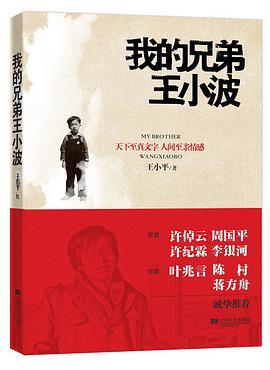 我的兄弟
王小波
MY BROTHER
天下至真文字 人间至亲情感
WANGXIAOBO
王小平/著
学者
许倬云 周国平
许纪霖 李银河
作家
叶兆言 陈村
蒋方舟
诚挚推荐
我的兄弟王小波
王小平 著